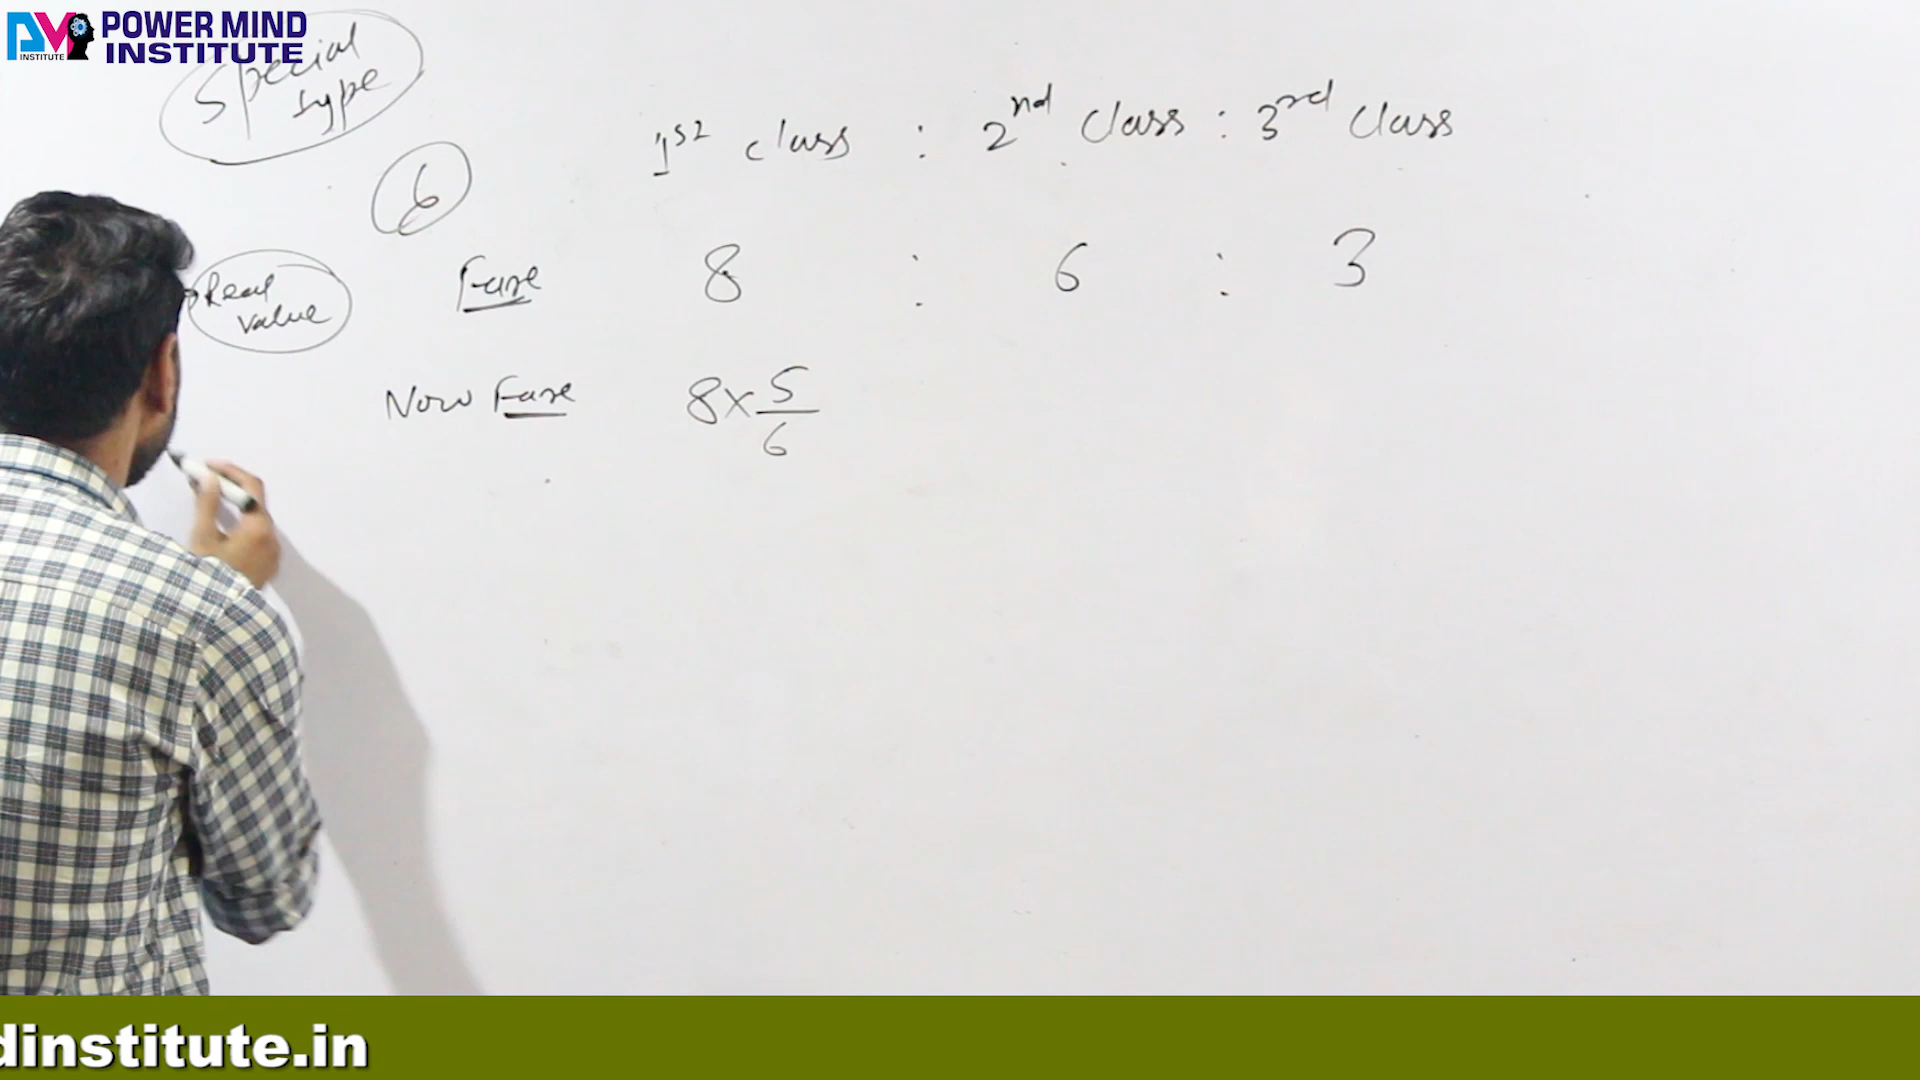 POWER MIND
INSTITUTE
INSTITUTE
Special
type
1st class : 2nd class : 3rd class
6
Real
value
Fare 8 : 6 : 3
Now Fare 8 × 5/6
dinstitute.in